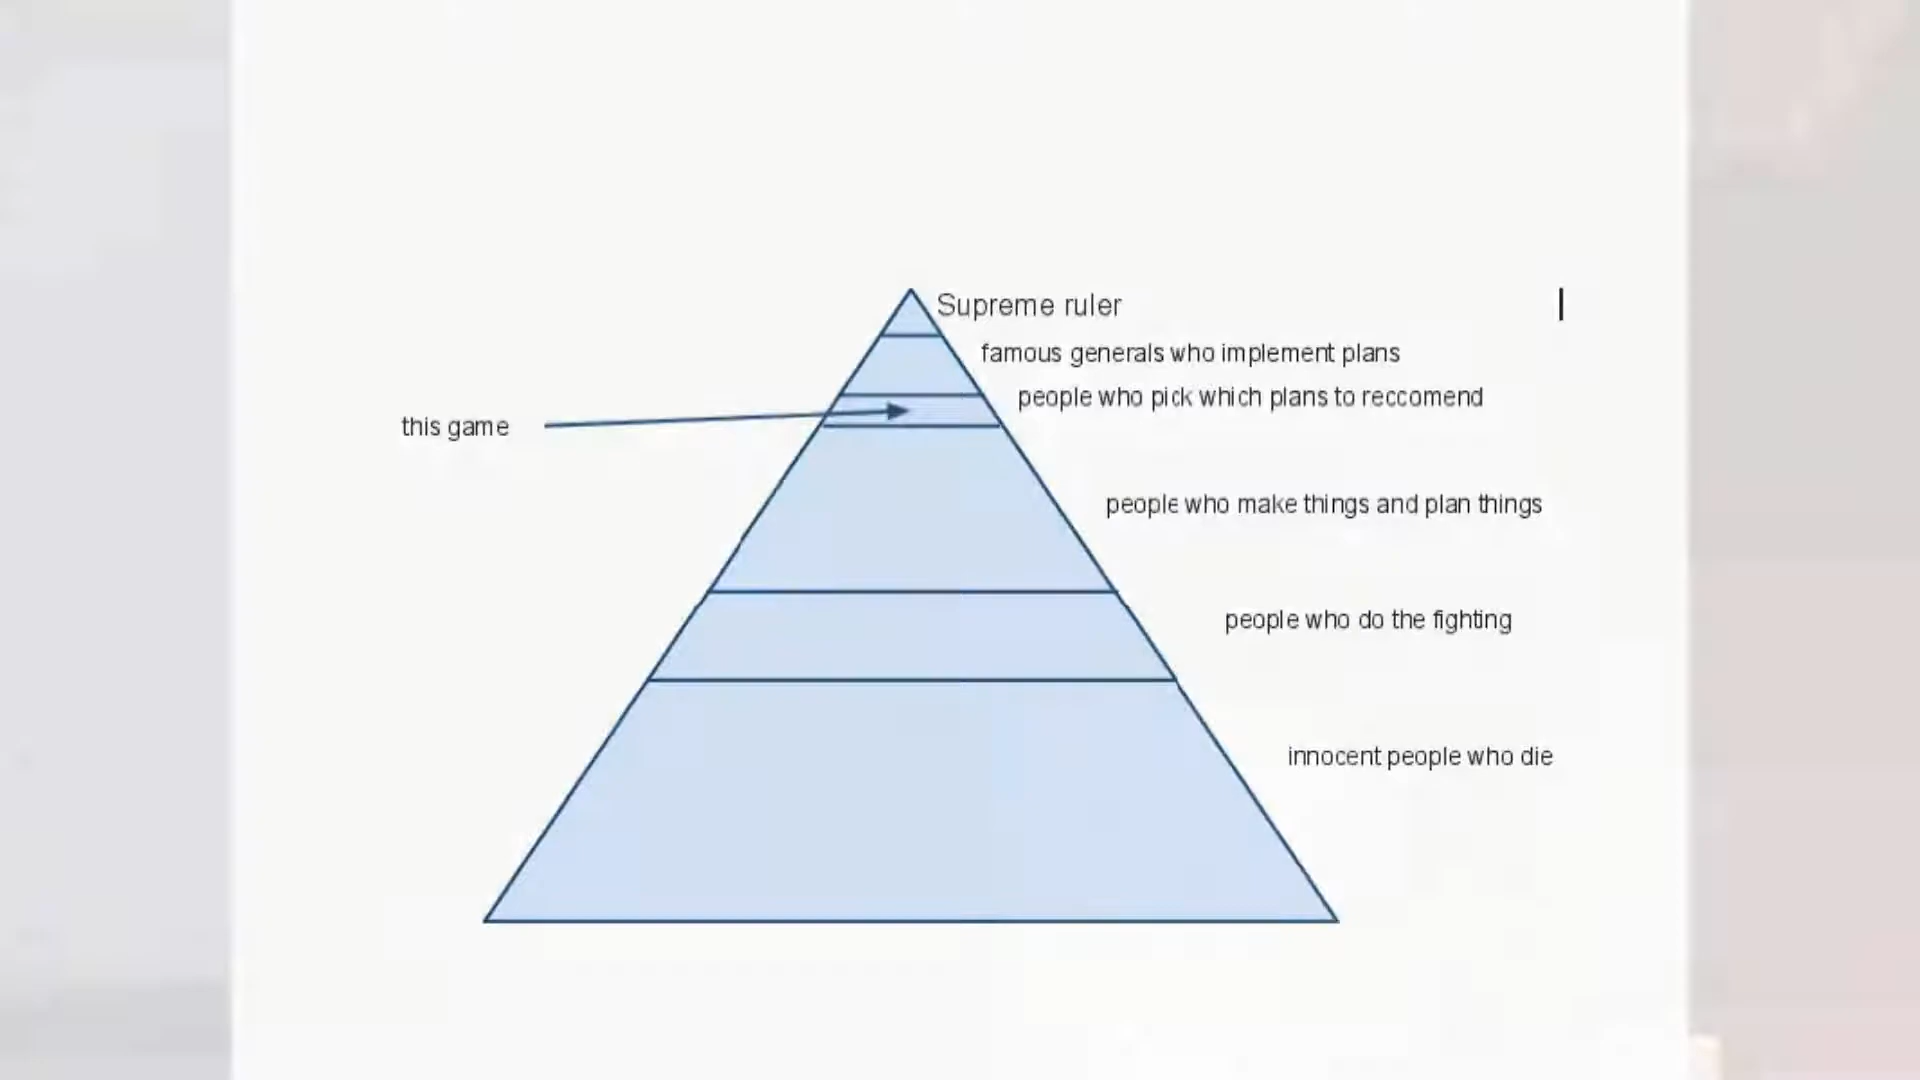 Supreme ruler
famous generals who implement plans
people who pick which plans to reccomend
this game
people who make things and plan things
people who do the fighting
innocent people who die